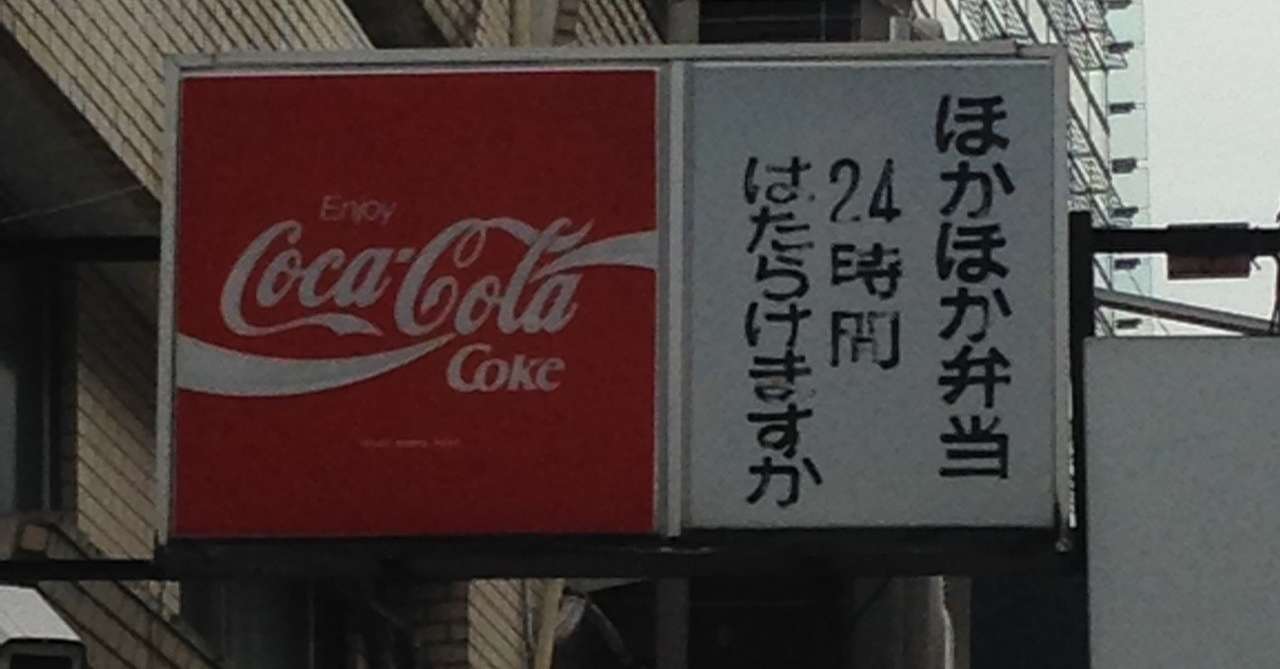 Enjoy
Coca-Cola
Coke
ほかほか弁当
24時間
はたらけますか